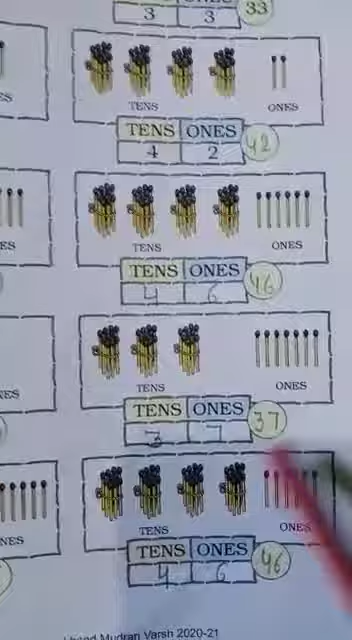 3 3 33
TENS ONES
TENS ONES
4 2 42
ES
TENS ONES
TENS ONES
4 6 46
TENS ONES
TENS ONES
3 7 37
TENS ONES
TENS ONES
4 6 46
Mudran Varsh 2020-21